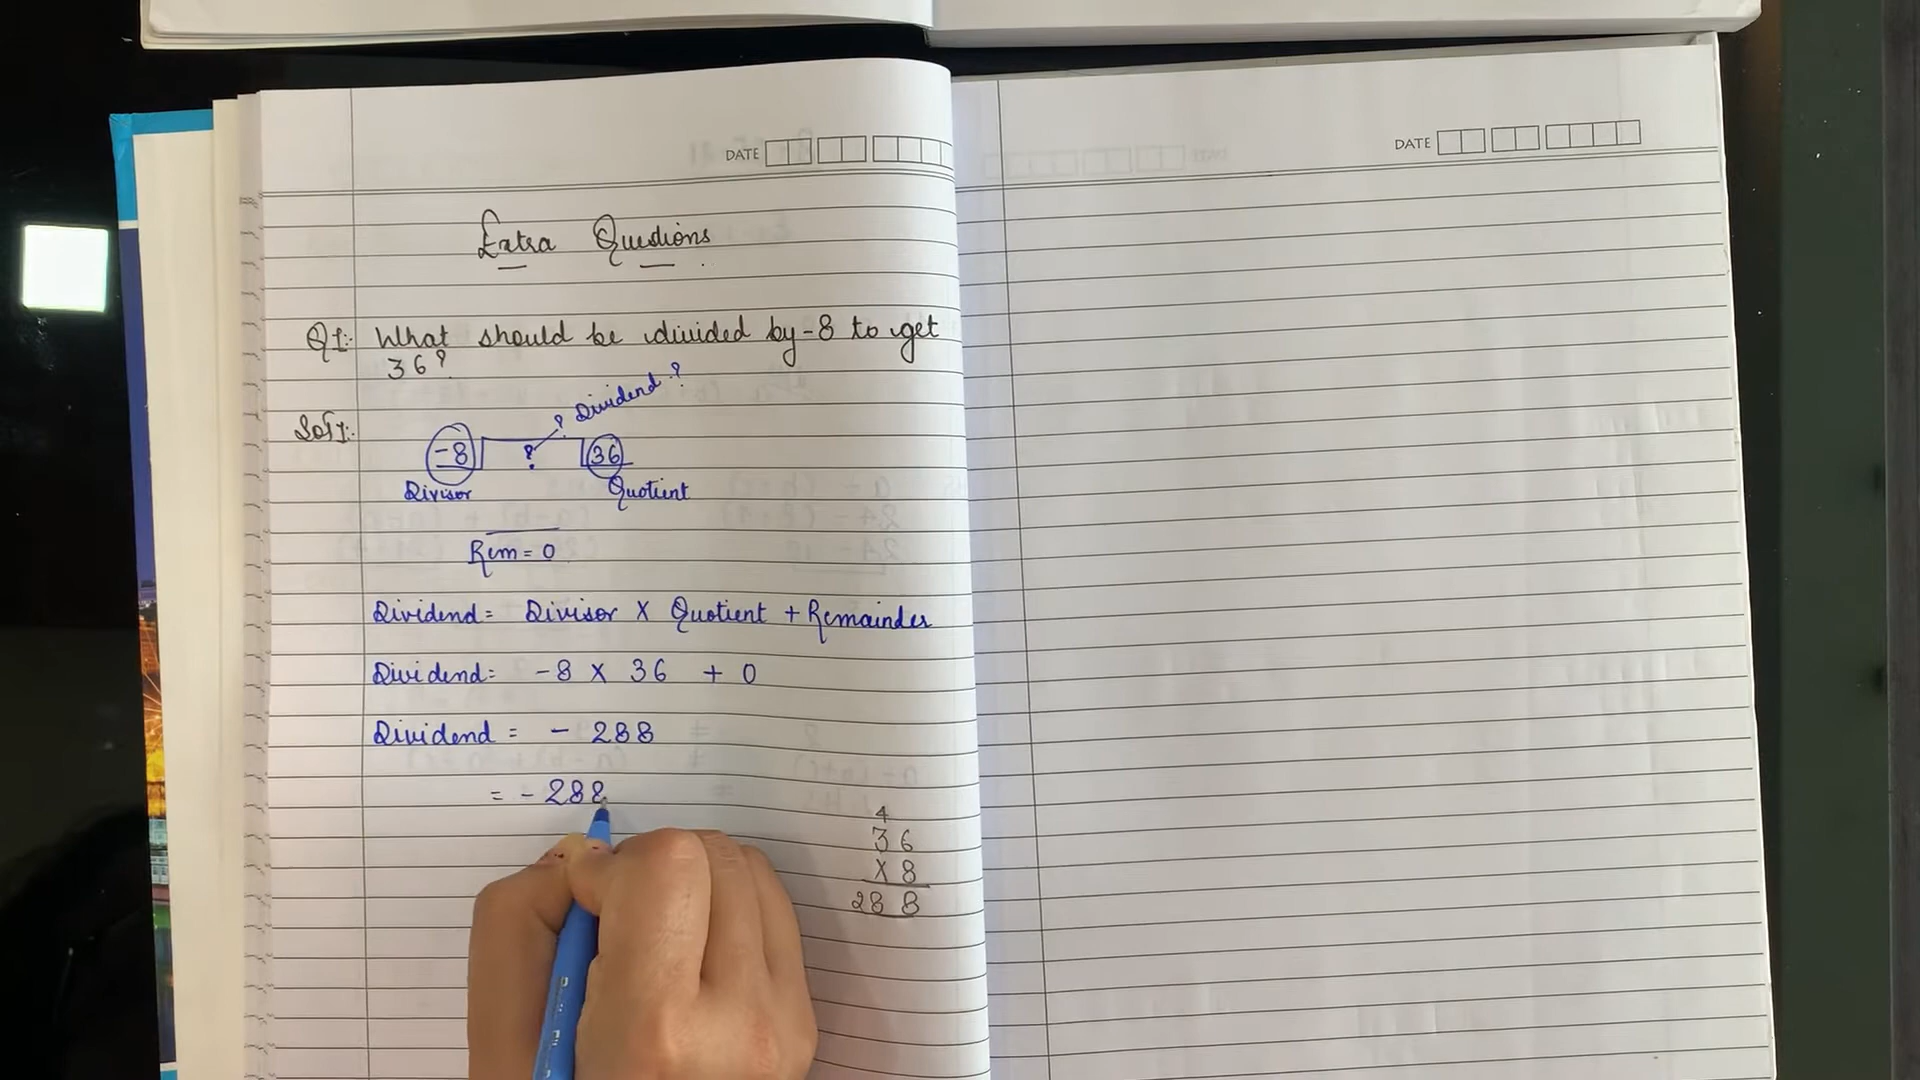 DATE
DATE
Extra Questions
Q1:- What should be divided by -8 to get
36?
Sol1:-
? Dividend ?
-8 ? 36
Divisor Quotient
Rem = 0
Dividend = Divisor X Quotient + Remainder
Dividend = -8 X 36 + 0
Dividend = - 288
= - 288
4
36
X 8
288